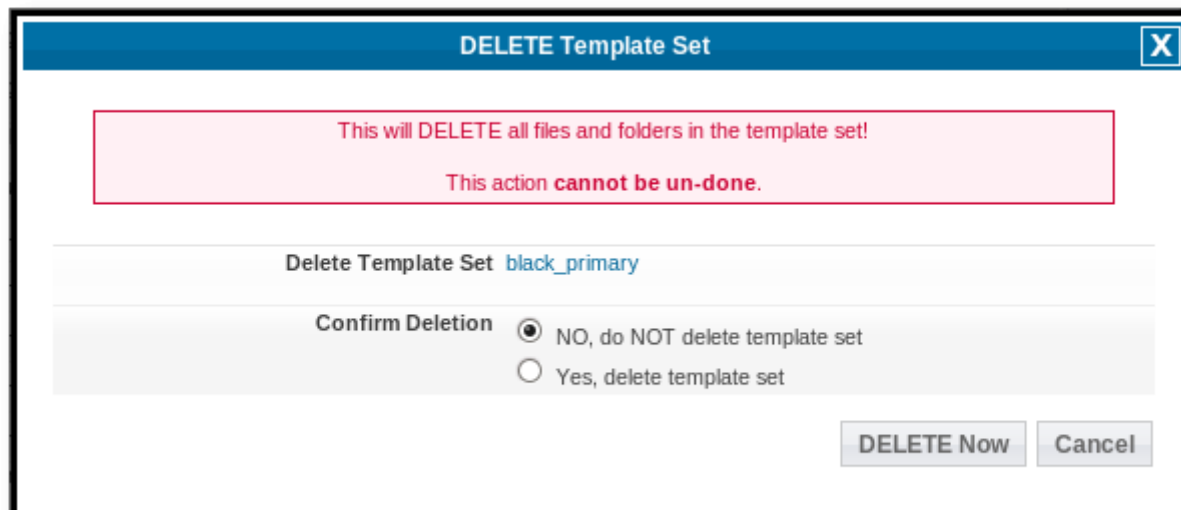 DELETE Template Set
X
This will DELETE all files and folders in the template set!
This action cannot be un-done.
Delete Template Set black_primary
Confirm Deletion
NO, do NOT delete template set
Yes, delete template set
DELETE Now Cancel